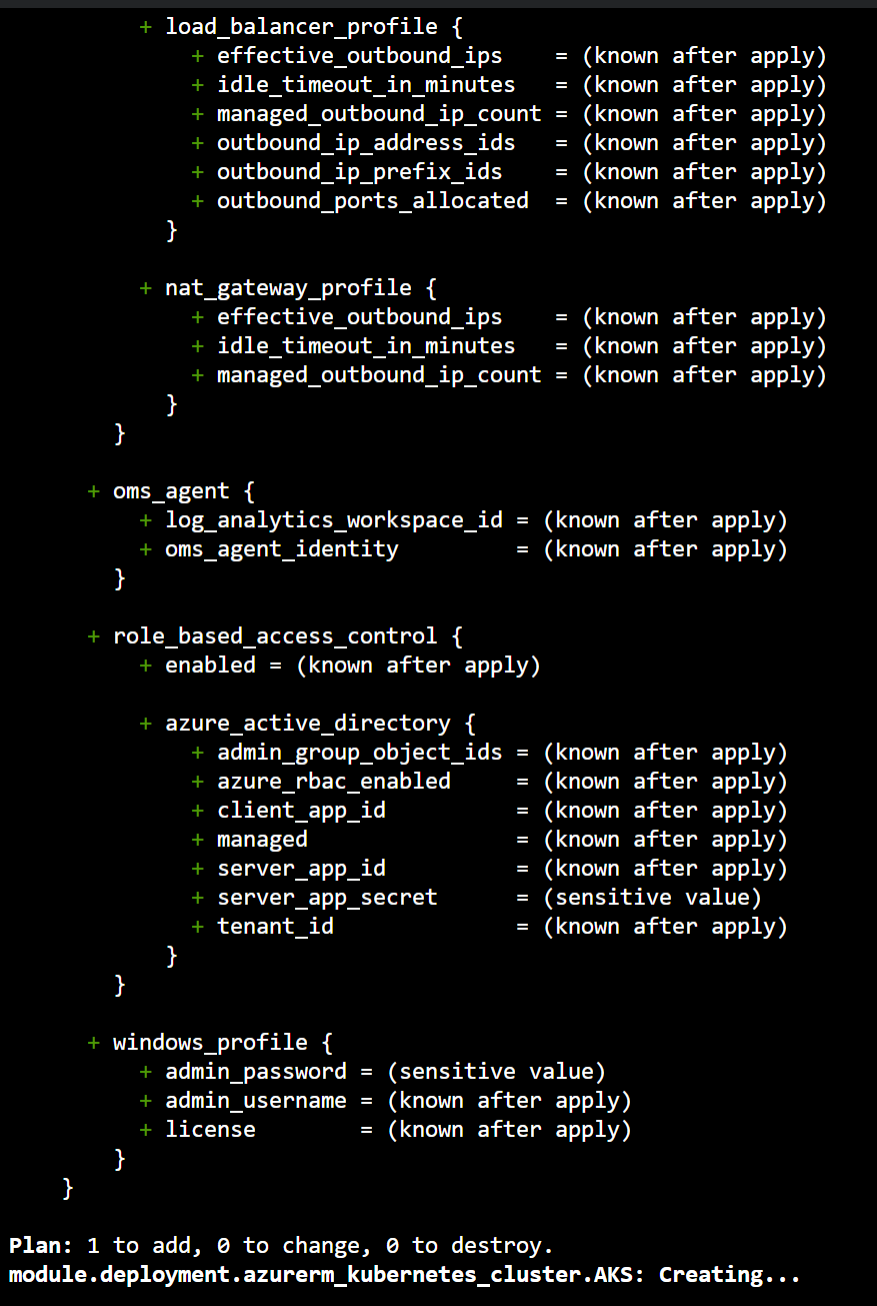 + load_balancer_profile {
+ effective_outbound_ips = (known after apply)
+ idle_timeout_in_minutes = (known after apply)
+ managed_outbound_ip_count = (known after apply)
+ outbound_ip_address_ids = (known after apply)
+ outbound_ip_prefix_ids = (known after apply)
+ outbound_ports_allocated = (known after apply)
}
+ nat_gateway_profile {
+ effective_outbound_ips = (known after apply)
+ idle_timeout_in_minutes = (known after apply)
+ managed_outbound_ip_count = (known after apply)
}
}
+ oms_agent {
+ log_analytics_workspace_id = (known after apply)
+ oms_agent_identity = (known after apply)
}
+ role_based_access_control {
+ enabled = (known after apply)
+ azure_active_directory {
+ admin_group_object_ids = (known after apply)
+ azure_rbac_enabled = (known after apply)
+ client_app_id = (known after apply)
+ managed = (known after apply)
+ server_app_id = (known after apply)
+ server_app_secret = (sensitive value)
+ tenant_id = (known after apply)
}
}
+ windows_profile {
+ admin_password = (sensitive value)
+ admin_username = (known after apply)
+ license = (known after apply)
}
}
Plan: 1 to add, 0 to change, 0 to destroy.
module.deployment.azurerm_kubernetes_cluster.AKS: Creating...